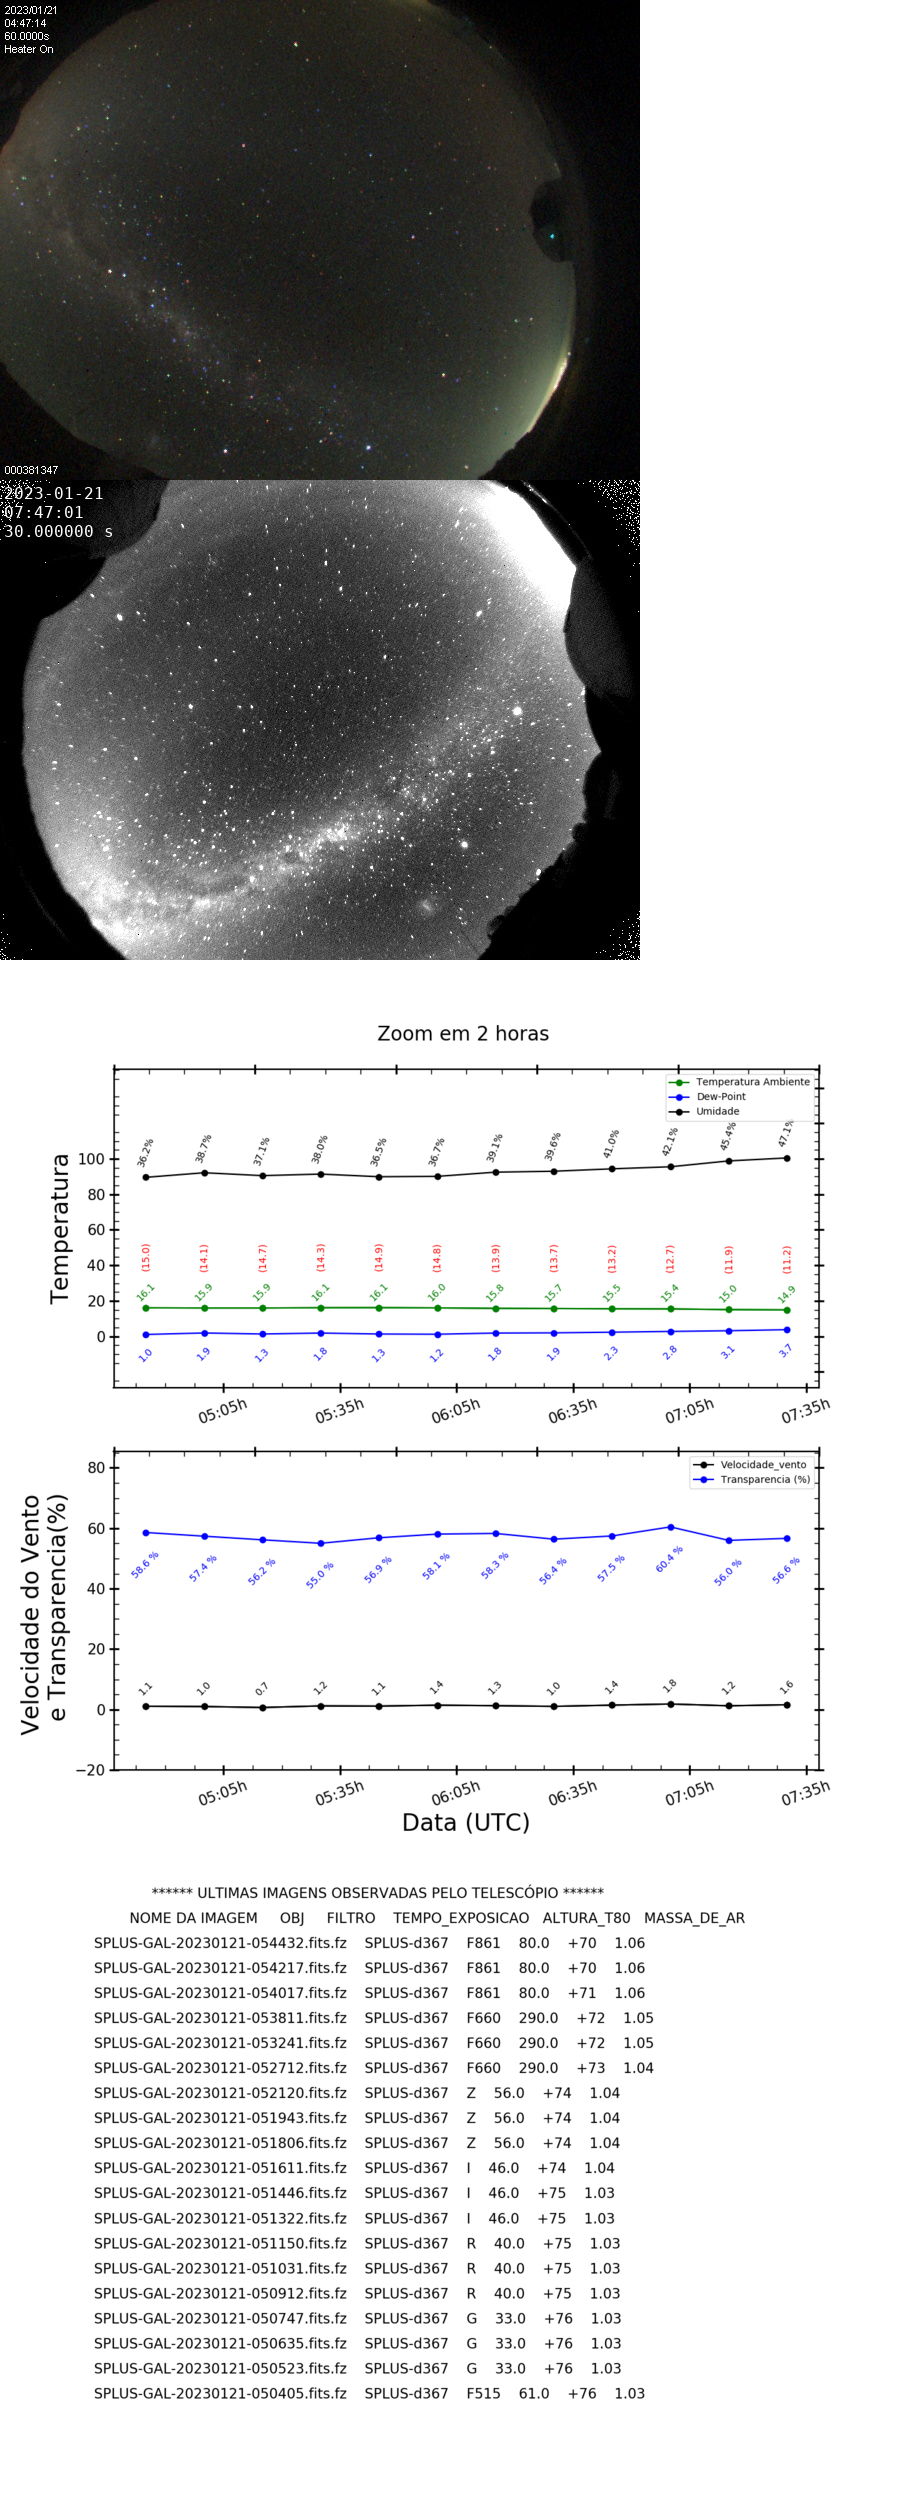 2023/01/21
04:47:14
60.0000s
Heater On
000381347
2023-01-21
07:47:01
30.000000 s
Zoom em 2 horas
Temperatura Ambiente
Dew-Point
Umidade
36.2% 38.7% 37.1% 38.0% 36.5% 36.7% 39.1% 39.6% 41.0% 42.1% 45.4% 47.1%
100
80
60
40
20
0
Temperatura
(15.0) (14.1) (14.7) (14.3) (14.9) (14.8) (13.9) (13.7) (13.2) (12.7) (11.9) (11.2)
16.1 15.9 15.9 16.1 16.1 16.0 15.8 15.7 15.5 15.4 15.0 14.9
1.0 1.9 1.3 1.8 1.3 1.2 1.8 1.9 2.3 2.8 3.1 3.7
05:05h 05:35h 06:05h 06:35h 07:05h 07:35h
Velocidade_vento
Transparencia (%)
80
60
40
20
0
−20
Velocidade do Vento
e Transparencia(%)
58.6 % 57.4 % 56.2 % 55.0 % 56.9 % 58.1 % 58.3 % 56.4 % 57.5 % 60.4 % 56.0 % 56.6 %
1.1 1.0 0.7 1.2 1.1 1.4 1.3 1.0 1.4 1.8 1.2 1.6
05:05h 05:35h 06:05h 06:35h 07:05h 07:35h
Data (UTC)
****** ULTIMAS IMAGENS OBSERVADAS PELO TELESCÓPIO ******
NOME DA IMAGEM OBJ FILTRO TEMPO_EXPOSICAO ALTURA_T80 MASSA_DE_AR
SPLUS-GAL-20230121-054432.fits.fz SPLUS-d367 F861 80.0 +70 1.06
SPLUS-GAL-20230121-054217.fits.fz SPLUS-d367 F861 80.0 +70 1.06
SPLUS-GAL-20230121-054017.fits.fz SPLUS-d367 F861 80.0 +71 1.06
SPLUS-GAL-20230121-053811.fits.fz SPLUS-d367 F660 290.0 +72 1.05
SPLUS-GAL-20230121-053241.fits.fz SPLUS-d367 F660 290.0 +72 1.05
SPLUS-GAL-20230121-052712.fits.fz SPLUS-d367 F660 290.0 +73 1.04
SPLUS-GAL-20230121-052120.fits.fz SPLUS-d367 Z 56.0 +74 1.04
SPLUS-GAL-20230121-051943.fits.fz SPLUS-d367 Z 56.0 +74 1.04
SPLUS-GAL-20230121-051806.fits.fz SPLUS-d367 Z 56.0 +74 1.04
SPLUS-GAL-20230121-051611.fits.fz SPLUS-d367 I 46.0 +74 1.04
SPLUS-GAL-20230121-051446.fits.fz SPLUS-d367 I 46.0 +75 1.03
SPLUS-GAL-20230121-051322.fits.fz SPLUS-d367 I 46.0 +75 1.03
SPLUS-GAL-20230121-051150.fits.fz SPLUS-d367 R 40.0 +75 1.03
SPLUS-GAL-20230121-051031.fits.fz SPLUS-d367 R 40.0 +75 1.03
SPLUS-GAL-20230121-050912.fits.fz SPLUS-d367 R 40.0 +75 1.03
SPLUS-GAL-20230121-050747.fits.fz SPLUS-d367 G 33.0 +76 1.03
SPLUS-GAL-20230121-050635.fits.fz SPLUS-d367 G 33.0 +76 1.03
SPLUS-GAL-20230121-050523.fits.fz SPLUS-d367 G 33.0 +76 1.03
SPLUS-GAL-20230121-050405.fits.fz SPLUS-d367 F515 61.0 +76 1.03